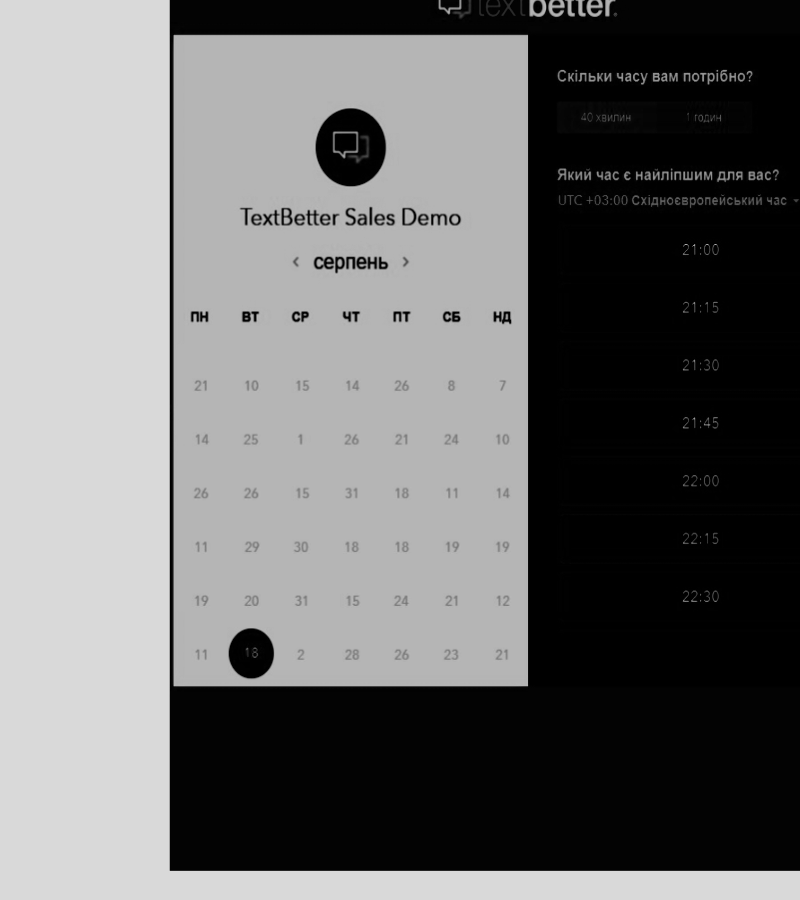 textbetter.
TextBetter Sales Demo
‹ серпень ›
ПН ВТ СР ЧТ ПТ СБ НД
21 10 15 14 26 8 7
14 25 1 26 21 24 10
26 26 15 31 18 11 14
11 29 30 18 18 19 19
19 20 31 15 24 21 12
11 18 2 28 26 23 21
Скільки часу вам потрібно?
40 хвилин 1 годин
Який час є найліпшим для вас?
UTC +03:00 Східноєвропейський час
21:00
21:15
21:30
21:45
22:00
22:15
22:30